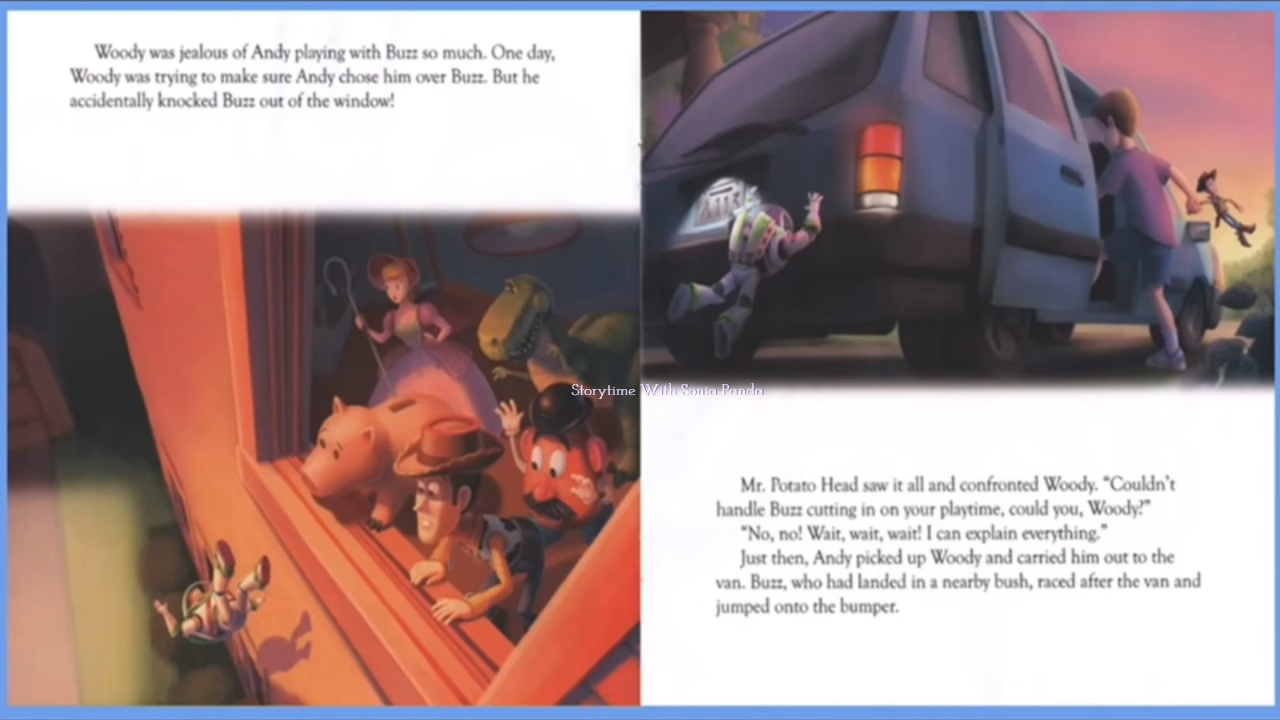 Woody was jealous of Andy playing with Buzz so much. One day,
Woody was trying to make sure Andy chose him over Buzz. But he
accidentally knocked Buzz out of the window!
Storytime With Sonia Panda
Mr. Potato Head saw it all and confronted Woody. “Couldn’t
handle Buzz cutting in on your playtime, could you, Woody?”
“No, no! Wait, wait, wait! I can explain everything.”
Just then, Andy picked up Woody and carried him out to the
van. Buzz, who had landed in a nearby bush, raced after the van and
jumped onto the bumper.